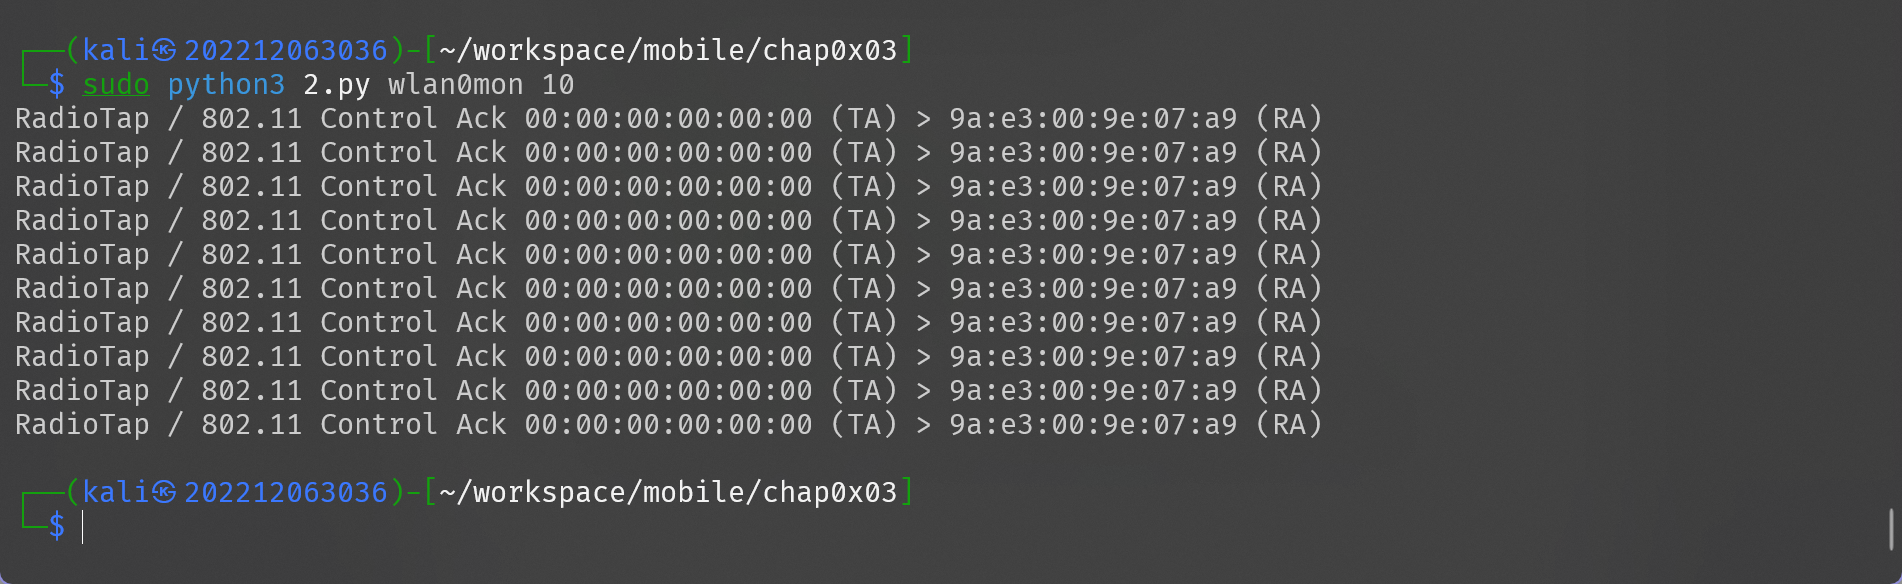 ┌──(kali㉿202212063036)-[~/workspace/mobile/chap0x03]
└─$ sudo python3 2.py wlan0mon 10
RadioTap / 802.11 Control Ack 00:00:00:00:00:00 (TA) > 9a:e3:00:9e:07:a9 (RA)
RadioTap / 802.11 Control Ack 00:00:00:00:00:00 (TA) > 9a:e3:00:9e:07:a9 (RA)
RadioTap / 802.11 Control Ack 00:00:00:00:00:00 (TA) > 9a:e3:00:9e:07:a9 (RA)
RadioTap / 802.11 Control Ack 00:00:00:00:00:00 (TA) > 9a:e3:00:9e:07:a9 (RA)
RadioTap / 802.11 Control Ack 00:00:00:00:00:00 (TA) > 9a:e3:00:9e:07:a9 (RA)
RadioTap / 802.11 Control Ack 00:00:00:00:00:00 (TA) > 9a:e3:00:9e:07:a9 (RA)
RadioTap / 802.11 Control Ack 00:00:00:00:00:00 (TA) > 9a:e3:00:9e:07:a9 (RA)
RadioTap / 802.11 Control Ack 00:00:00:00:00:00 (TA) > 9a:e3:00:9e:07:a9 (RA)
RadioTap / 802.11 Control Ack 00:00:00:00:00:00 (TA) > 9a:e3:00:9e:07:a9 (RA)
RadioTap / 802.11 Control Ack 00:00:00:00:00:00 (TA) > 9a:e3:00:9e:07:a9 (RA)
┌──(kali㉿202212063036)-[~/workspace/mobile/chap0x03]
└─$